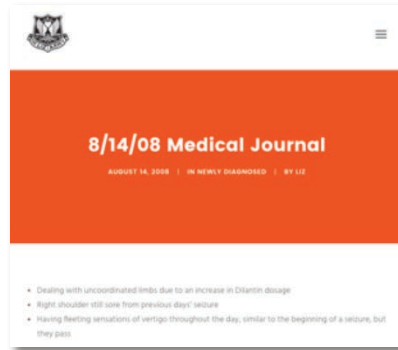 8/14/08 Medical Journal
AUGUST 14, 2008 | IN NEWLY DIAGNOSED | BY LIZ
• Dealing with uncoordinated limbs due to an increase in Dilantin dosage
• Right shoulder still sore from previous days' seizure
• Having fleeting sensations of vertigo throughout the day, similar to the beginning of a seizure, but
they pass